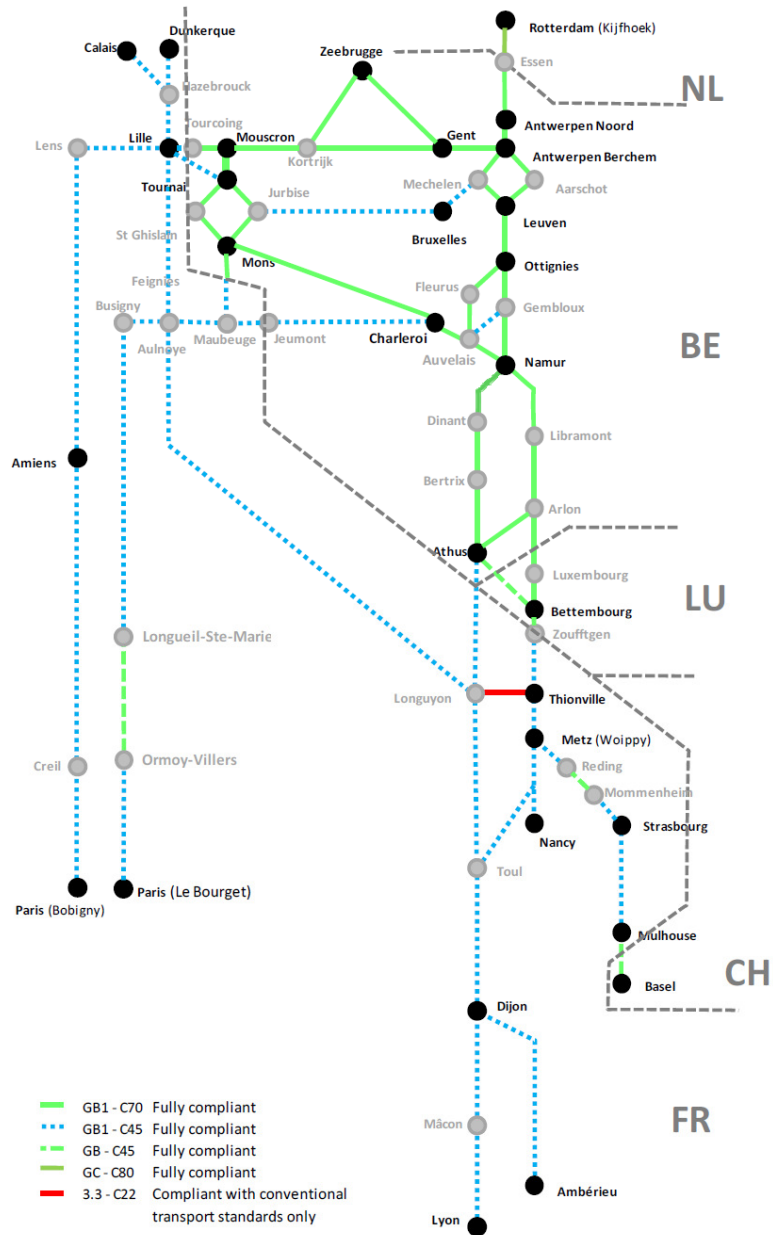 Dunkerque
Rotterdam (Kijfhoek)
Calais
Zeebrugge
Essen
Hazebrouck
NL
Tourcoing
Antwerpen Noord
Lens
Lille
Mouscron
Gent
Kortrijk
Antwerpen Berchem
Tournai
Jurbise
Mechelen
Aarschot
St Ghislain
Bruxelles
Leuven
Mons
Ottignies
Feignies
Fleurus
Busigny
Gembloux
Aulnoye
Maubeuge
Jeumont
Charleroi
Auvelais
BE
Namur
Dinant
Libramont
Amiens
Bertrix
Arlon
Athus
Luxembourg
LU
Bettembourg
Longueil-Ste-Marie
Zoufftgen
Longuyon
Thionville
Metz (Woippy)
Creil
Ormoy-Villers
Reding
Mommenheim
Strasbourg
Nancy
Toul
Paris (Bobigny)
Paris (Le Bourget)
Mulhouse
CH
Basel
Dijon
GB1 - C70 Fully compliant
GB1 - C45 Fully compliant
GB - C45 Fully compliant
GC - C80 Fully compliant
3.3 - C22 Compliant with conventional
transport standards only
Mâcon
FR
Ambérieu
Lyon